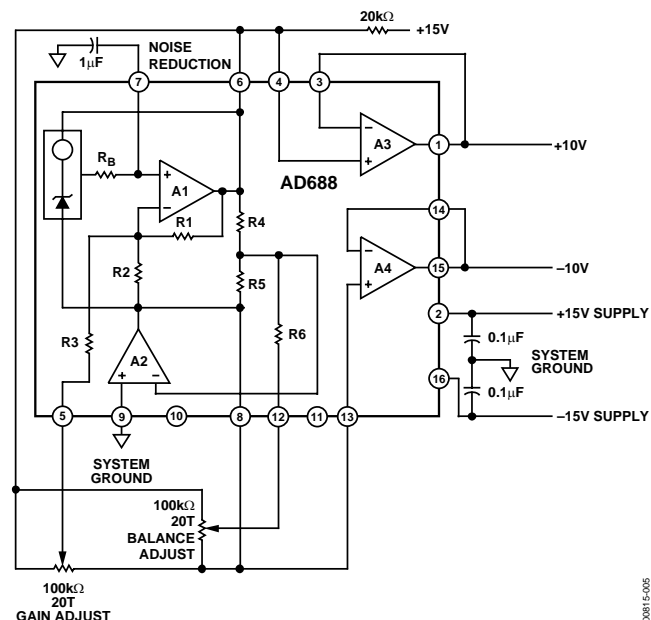 20kΩ
+15V
NOISE
REDUCTION
1µF
7
6
4
3
RB
A1
AD688
A3
1
+10V
R1
R4
14
R2
R5
A4
15
–10V
R3
R6
2
+15V SUPPLY
0.1µF
A2
SYSTEM
GROUND
0.1µF
16
–15V SUPPLY
5
9
10
8
12
11
13
SYSTEM
GROUND
100kΩ
20T
BALANCE
ADJUST
100kΩ
20T
GAIN ADJUST
00815-005